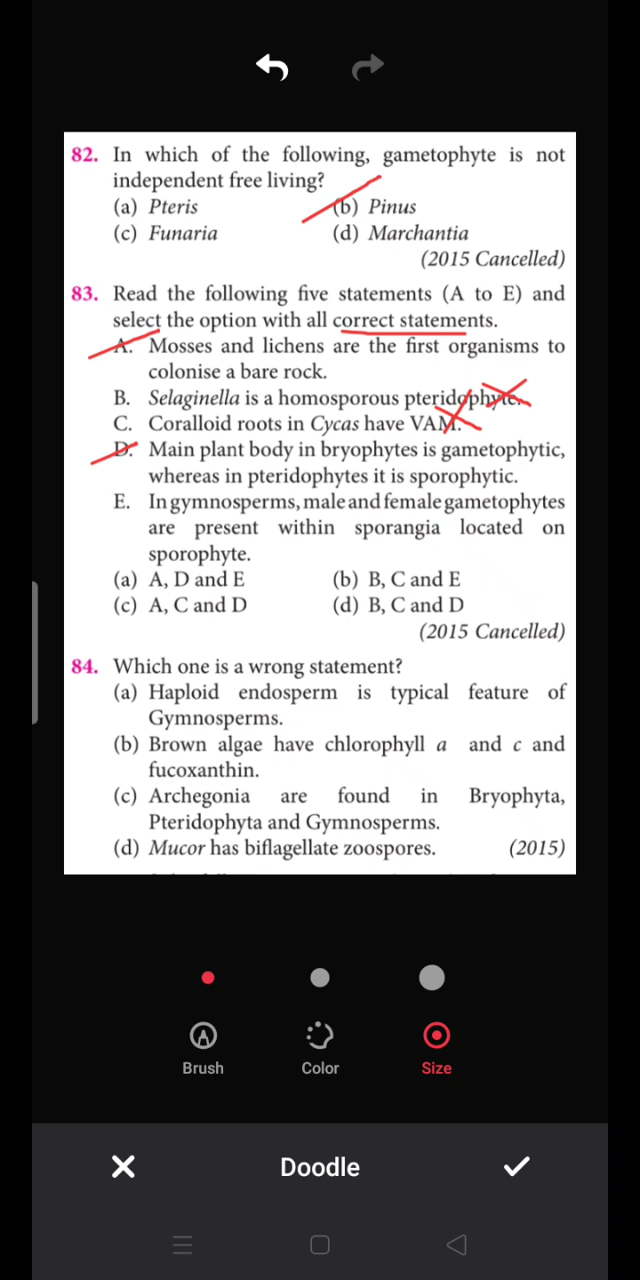 82. In which of the following, gametophyte is not
independent free living?
(a) Pteris (b) Pinus
(c) Funaria (d) Marchantia
(2015 Cancelled)
83. Read the following five statements (A to E) and
select the option with all correct statements.
A. Mosses and lichens are the first organisms to
colonise a bare rock.
B. Selaginella is a homosporous pteridophyte.
C. Coralloid roots in Cycas have VAM.
D. Main plant body in bryophytes is gametophytic,
whereas in pteridophytes it is sporophytic.
E. In gymnosperms, male and female gametophytes
are present within sporangia located on
sporophyte.
(a) A, D and E (b) B, C and E
(c) A, C and D (d) B, C and D
(2015 Cancelled)
84. Which one is a wrong statement?
(a) Haploid endosperm is typical feature of
Gymnosperms.
(b) Brown algae have chlorophyll a and c and
fucoxanthin.
(c) Archegonia are found in Bryophyta,
Pteridophyta and Gymnosperms.
(d) Mucor has biflagellate zoospores. (2015)
Brush Color Size
Doodle